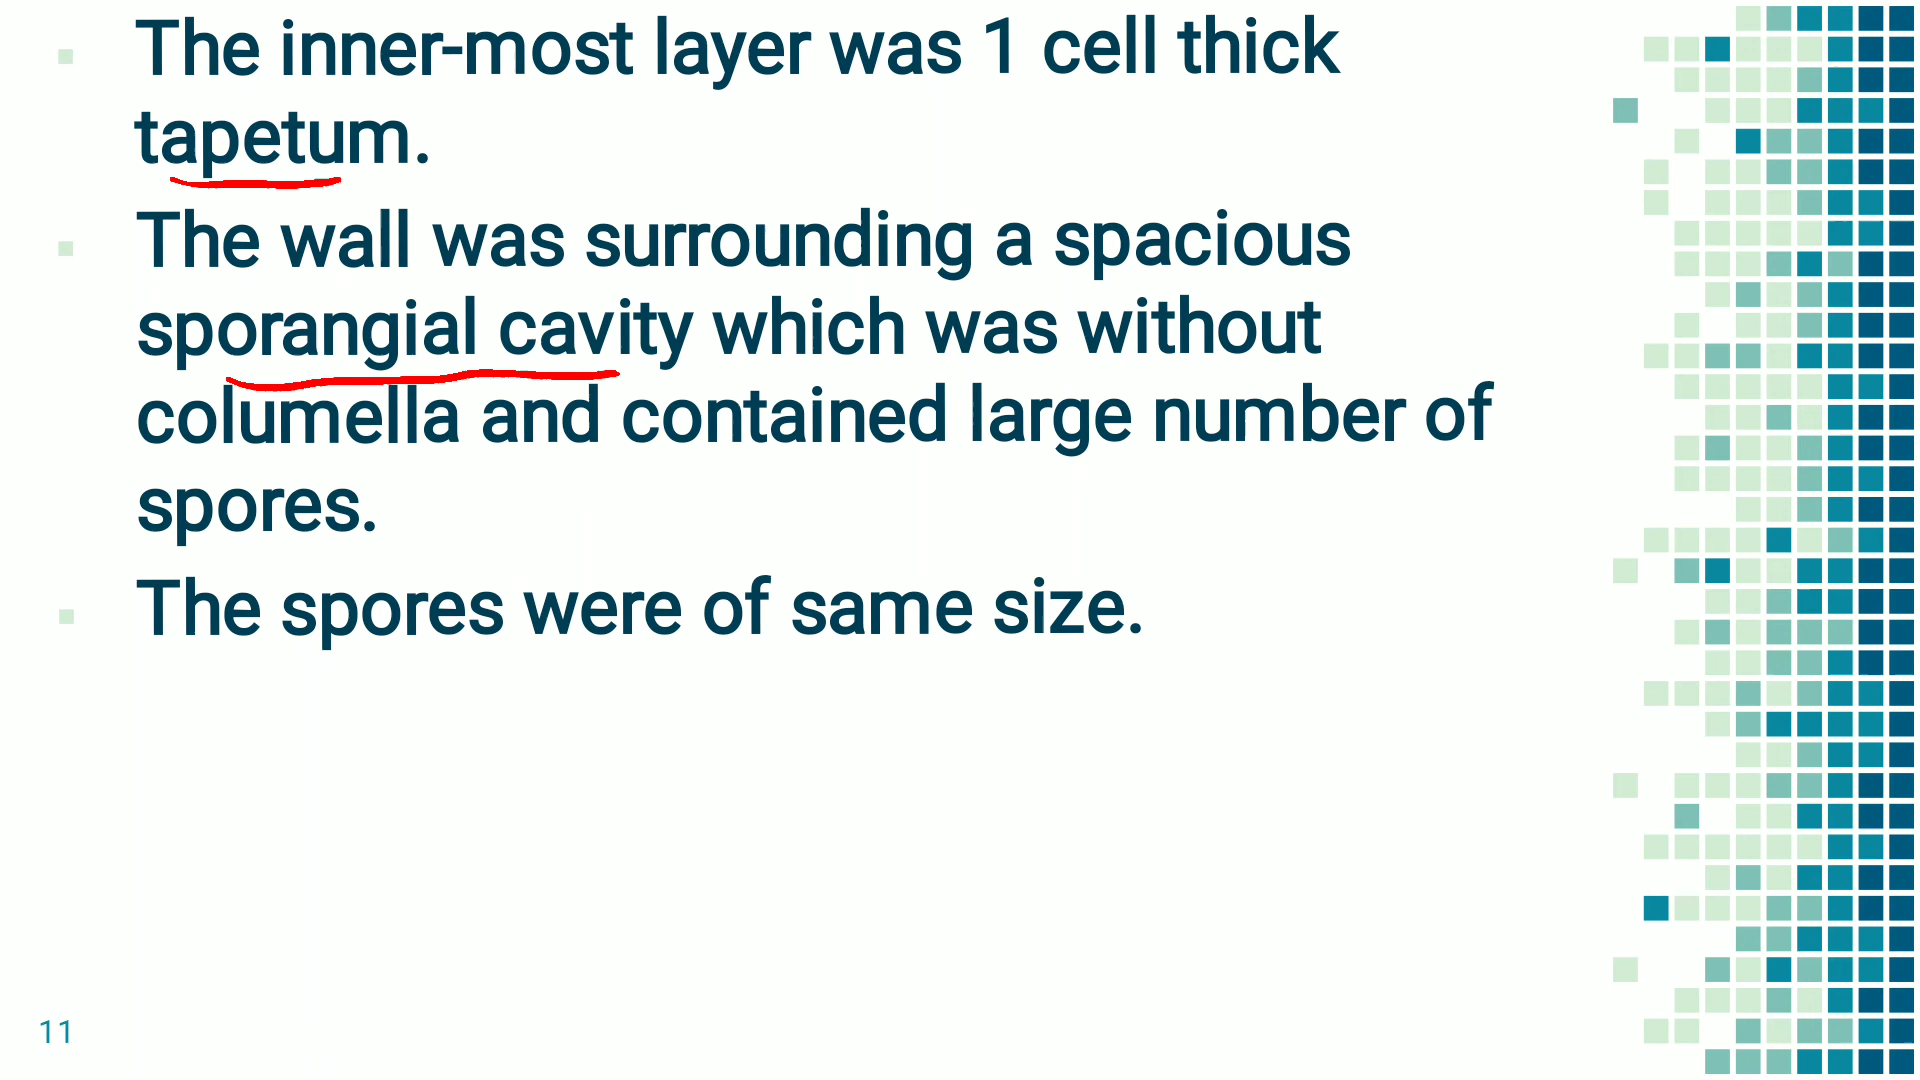 The inner-most layer was 1 cell thick
tapetum.
The wall was surrounding a spacious
sporangial cavity which was without
columella and contained large number of
spores.
The spores were of same size.
11